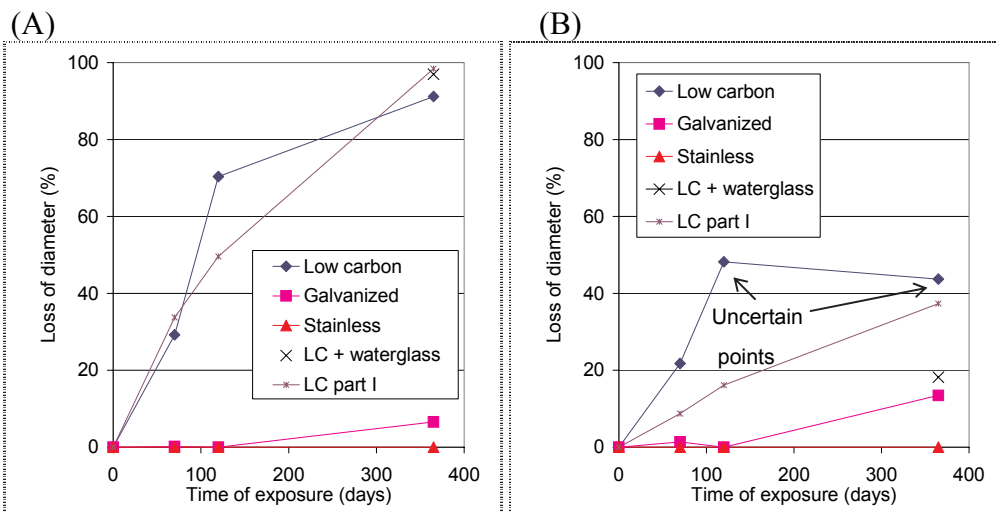 (A)
100
80
60
40
20
0
Loss of diameter (%)
Low carbon
Galvanized
Stainless
LC + waterglass
LC part I
0 100 200 300 400
Time of exposure (days)
(B)
100
80
60
40
20
0
Loss of diameter (%)
Low carbon
Galvanized
Stainless
LC + waterglass
LC part I
Uncertain
points
0 100 200 300 400
Time of exposure (days)